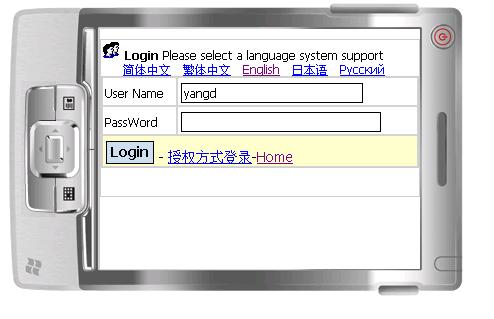 Login Please select a language system support
简体中文 繁体中文 English 日本语 Русский
User Name yangd
PassWord
Login - 授权方式登录-Home